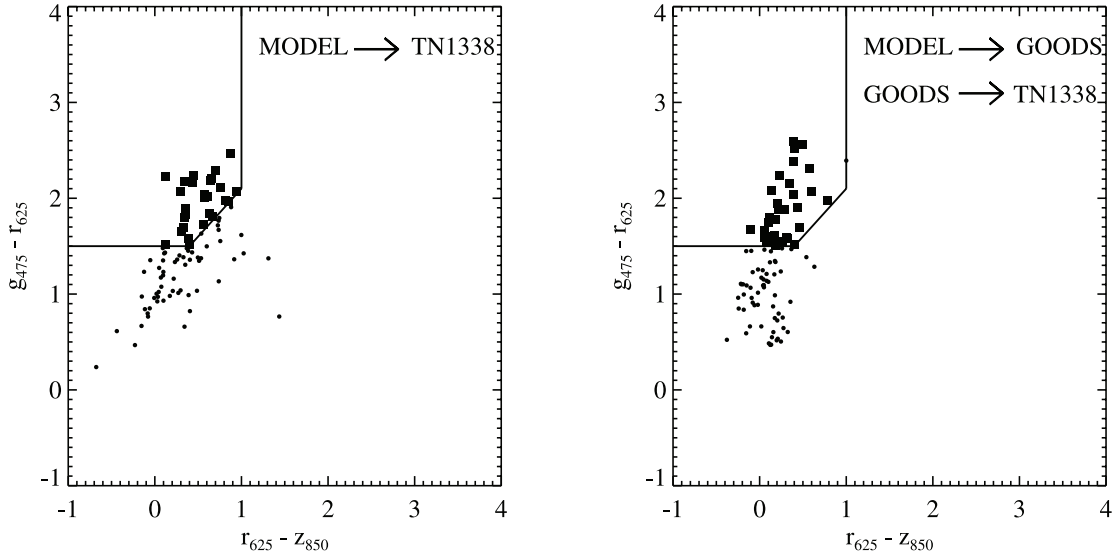 4
3
2
1
0
-1
-1 0 1 2 3 4
g475 - r625
r625 - z850
MODEL → TN1338
4
3
2
1
0
-1
-1 0 1 2 3 4
g475 - r625
r625 - z850
MODEL → GOODS
GOODS → TN1338